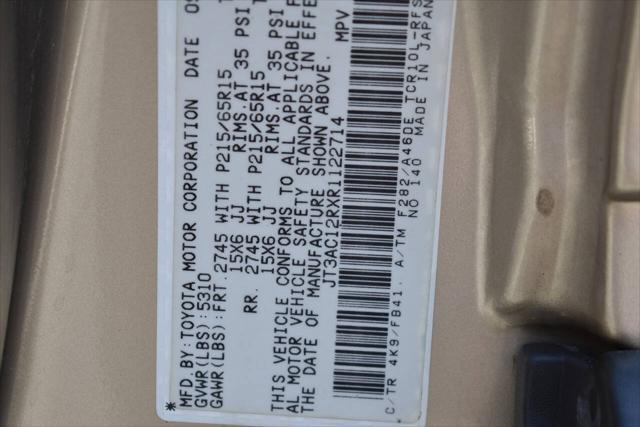 * MFD.BY:TOYOTA MOTOR CORPORATION DATE 09
GVWR(LBS):5310
GAWR(LBS):FRT.2745 WITH P215/65R15
15X6 JJ RIMS.AT 35 PSI
RR. 2745 WITH P215/65R15
15X6 JJ RIMS AT 35 PSI
THIS VEHICLE CONFORMS TO ALL APPLICABLE
AL MOTOR VEHICLE SAFETY STANDARDS IN
THE DATE OF MANUFACTURE SHOWN ABOVE.
JT3AC12RXR1122714 MPV
C/TR 4K9/FB41. A/TM F282/A46DE TCR10L-RFS
NO 140 MADE IN JAPAN